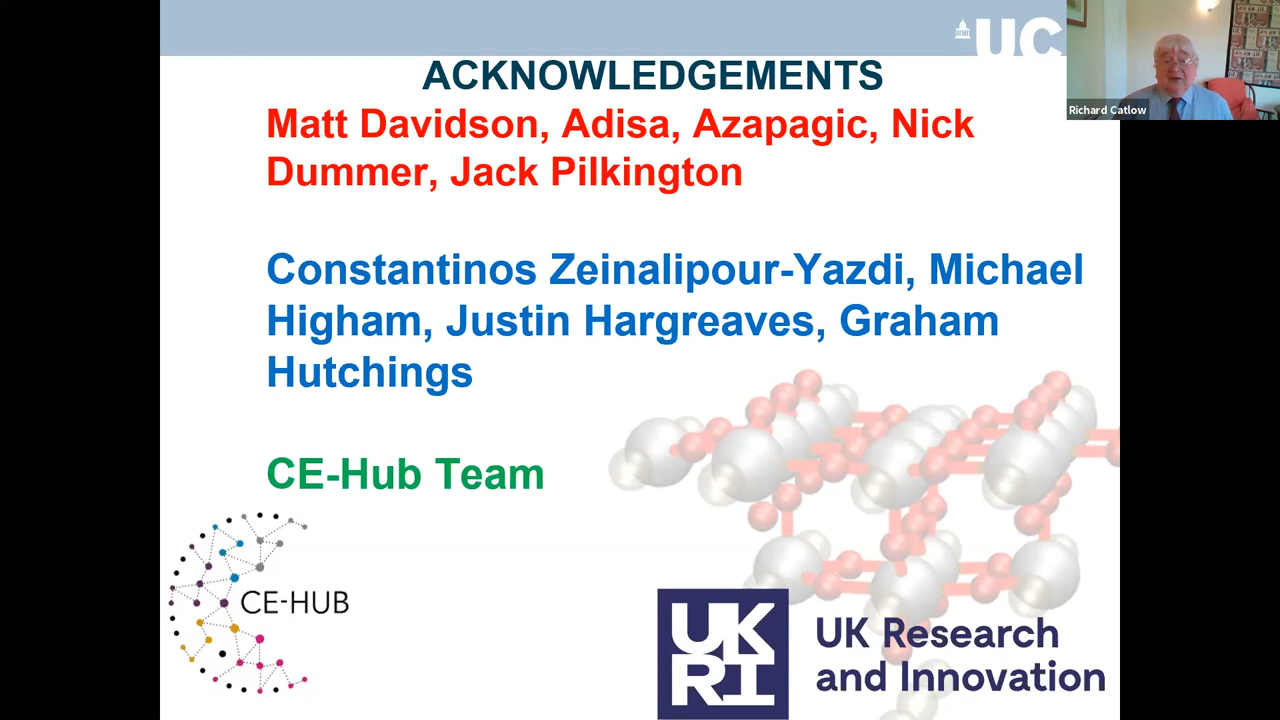 UC
Richard Catlow
ACKNOWLEDGEMENTS
Matt Davidson, Adisa, Azapagic, Nick
Dummer, Jack Pilkington
Constantinos Zeinalipour-Yazdi, Michael
Higham, Justin Hargreaves, Graham
Hutchings
CE-Hub Team
CE-HUB
UK
RI
UK Research
and Innovation